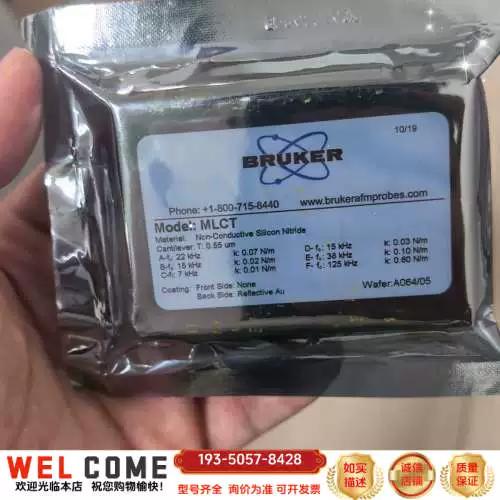 10/19
BRUKER
Phone: +1-800-715-8440
www.brukerafmprobes.com
Model: MLCT
Material: Non-Conductive Silicon Nitride
Cantilever: T: 0.55 um
A-f₀: 22 kHz k: 0.07 N/m D- f₀: 15 kHz k: 0.03 N/m
B-f₀: 15 kHz k: 0.02 N/m E- f₀: 38 kHz k: 0.10 N/m
C-f₀: 7 kHz k: 0.01 N/m F- f₀: 125 kHz k: 0.60 N/m
Coating: Front Side: None
Back Side: Reflective Au
Wafer:A064/05
WEL COME
欢迎光临本店 祝您购物愉快!
19350578428
型号齐全 询价为准 可开发票
如实描述
诚信店铺
质量保证